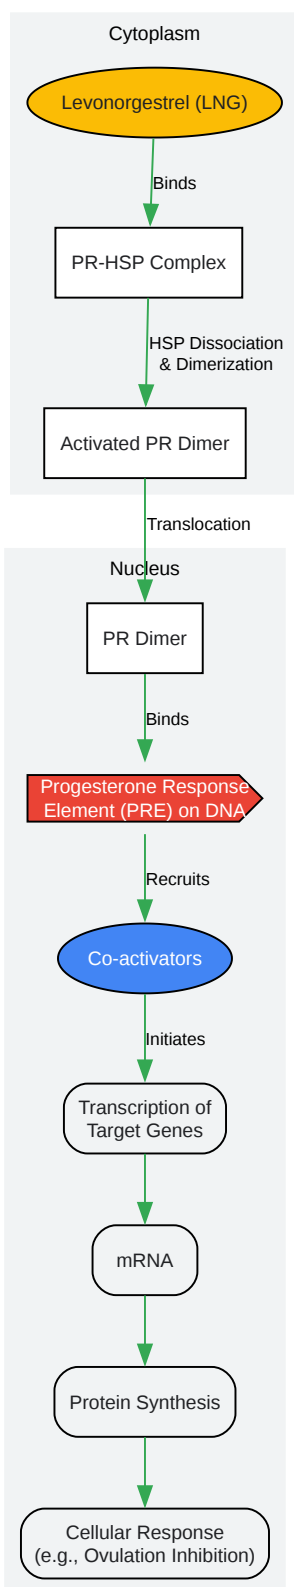 Cytoplasm
Levonorgestrel (LNG)
Binds
PR-HSP Complex
HSP Dissociation
& Dimerization
Activated PR Dimer
Translocation
Nucleus
PR Dimer
Binds
Progesterone Response
Element (PRE) on DNA
Recruits
Co-activators
Initiates
Transcription of
Target Genes
mRNA
Protein Synthesis
Cellular Response
(e.g., Ovulation Inhibition)